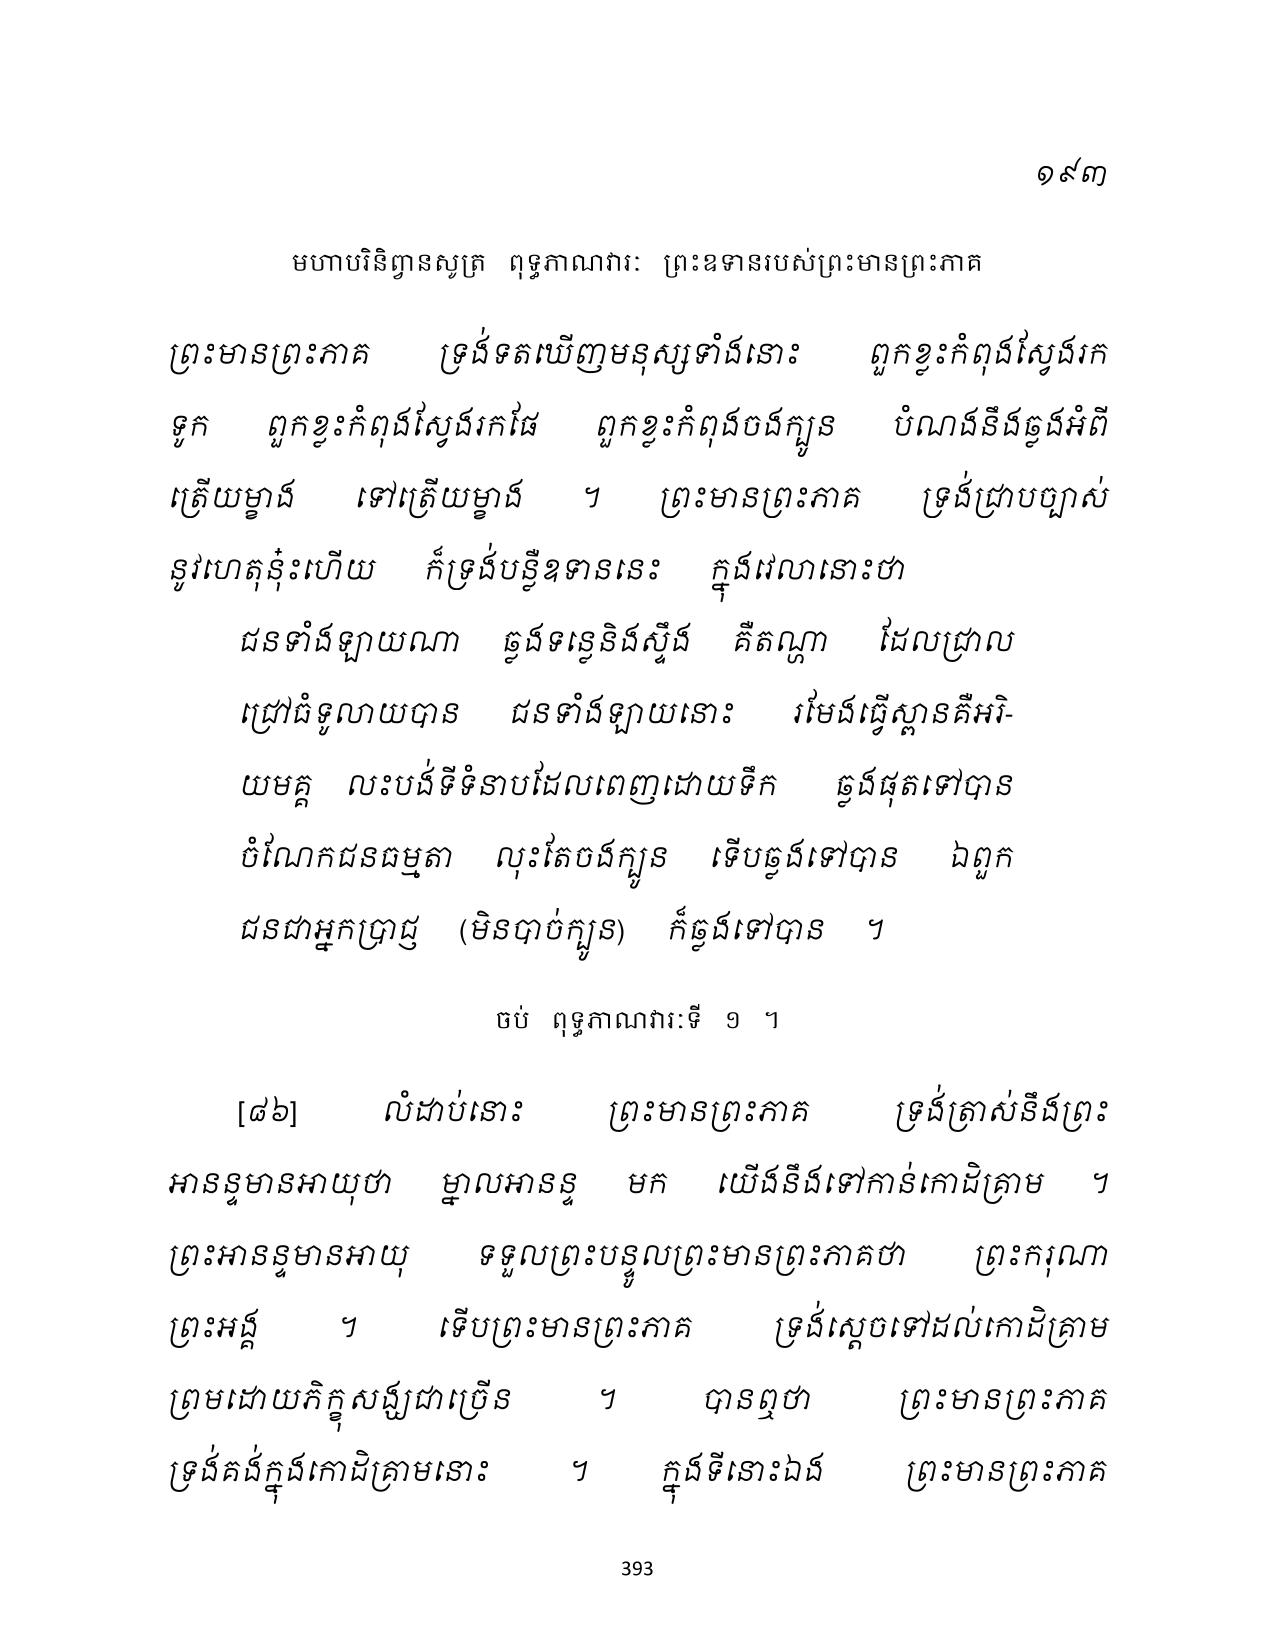 ១៩៣
មហាបរិនិព្វានសូត្រ ពុទ្ធភាណវារៈ ព្រះឧទានរបស់ព្រះមានព្រះភាគ
ព្រះមានព្រះភាគ ទ្រង់ទតឃើញមនុស្សទាំងនោះ ពួកខ្លះកំពុងស្វែងរក
ទូក ពួកខ្លះកំពុងស្វែងរកផែ ពួកខ្លះកំពុងចងក្បូន បំណងនឹងឆ្លងអំពី
ត្រើយម្ខាង ទៅត្រើយម្ខាង ។ ព្រះមានព្រះភាគ ទ្រង់ជ្រាបច្បាស់
នូវហេតុនុ៎ះហើយ ក៏ទ្រង់បន្លឺឧទាននេះ ក្នុងវេលានោះថា
ជនទាំងឡាយណា ឆ្លងទន្លេនិងស្ទឹង គឺតណ្ហា ដែលជ្រាល
ជ្រៅធំទូលាយបាន ជនទាំងឡាយនោះ រមែងធ្វើស្ពានគឺអរិ-
យមគ្គ លះបង់ទីទំនាបដែលពេញដោយទឹក ឆ្លងផុតទៅបាន
ចំណែកជនធម្មតា លុះតែចងក្បូន ទើបឆ្លងទៅបាន ឯពួក
ជនជាអ្នកប្រាជ្ញ (មិនបាច់ក្បូន) ក៏ឆ្លងទៅបាន ។
ចប់ ពុទ្ធភាណវារៈទី ១ ។
[៨៦] លំដាប់នោះ ព្រះមានព្រះភាគ ទ្រង់ត្រាស់នឹងព្រះ
អានន្ទមានអាយុថា ម្នាលអានន្ទ មក យើងនឹងទៅកាន់កោដិគ្រាម ។
ព្រះអានន្ទមានអាយុ ទទួលព្រះបន្ទូលព្រះមានព្រះភាគថា ព្រះករុណា
ព្រះអង្គ ។ ទើបព្រះមានព្រះភាគ ទ្រង់ស្តេចទៅដល់កោដិគ្រាម
ព្រមដោយភិក្ខុសង្ឃជាច្រើន ។ បានឮថា ព្រះមានព្រះភាគ
ទ្រង់គង់ក្នុងកោដិគ្រាមនោះ ។ ក្នុងទីនោះឯង ព្រះមានព្រះភាគ
393